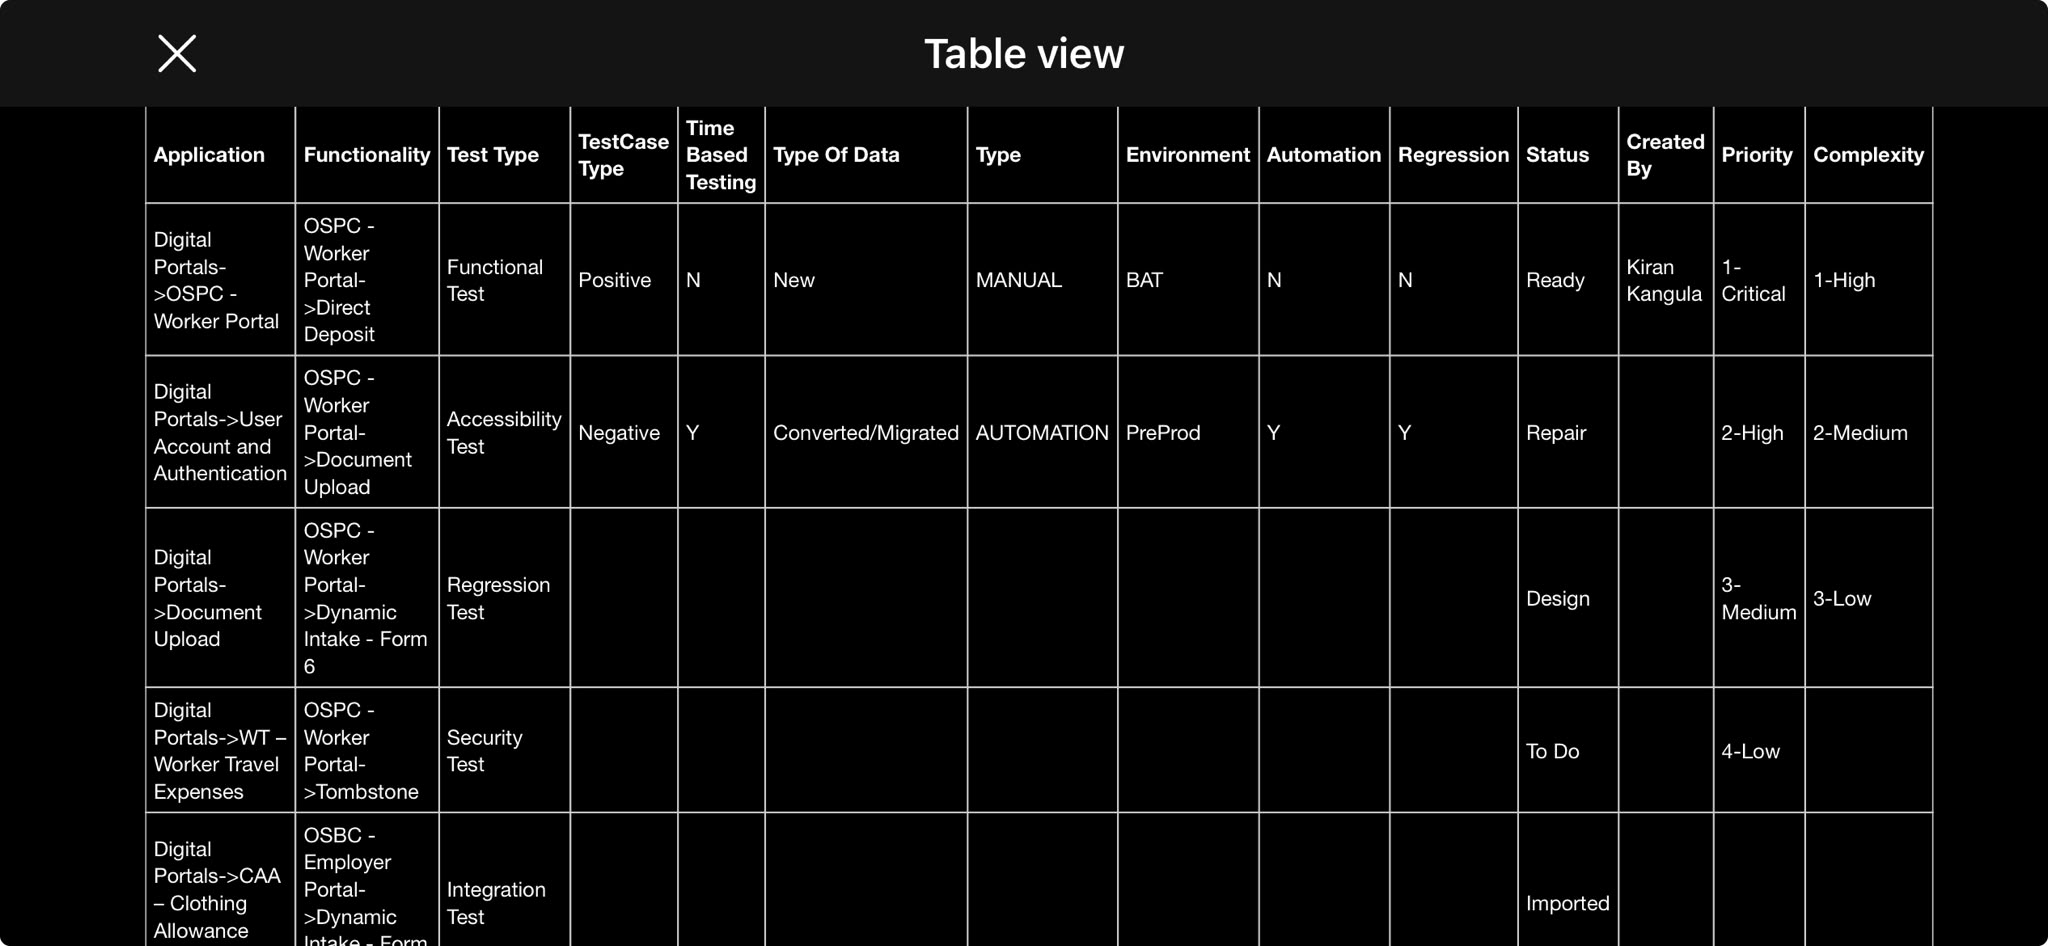 Table view
Application Functionality Test Type TestCase Type Time Based Testing Type Of Data Type Environment Automation Regression Status Created By Priority Complexity
Digital Portals->OSPC - Worker Portal OSPC - Worker Portal->Direct Deposit Functional Test Positive N New MANUAL BAT N N Ready Kiran Kangula 1-Critical 1-High
Digital Portals->User Account and Authentication OSPC - Worker Portal->Document Upload Accessibility Test Negative Y Converted/Migrated AUTOMATION PreProd Y Y Repair 2-High 2-Medium
Digital Portals->Document Upload OSPC - Worker Portal->Dynamic Intake - Form 6 Regression Test Design 3-Medium 3-Low
Digital Portals->WT – Worker Travel Expenses OSPC - Worker Portal->Tombstone Security Test To Do 4-Low
Digital Portals->CAA – Clothing Allowance OSBC - Employer Portal->Dynamic Intake - Form Integration Test Imported